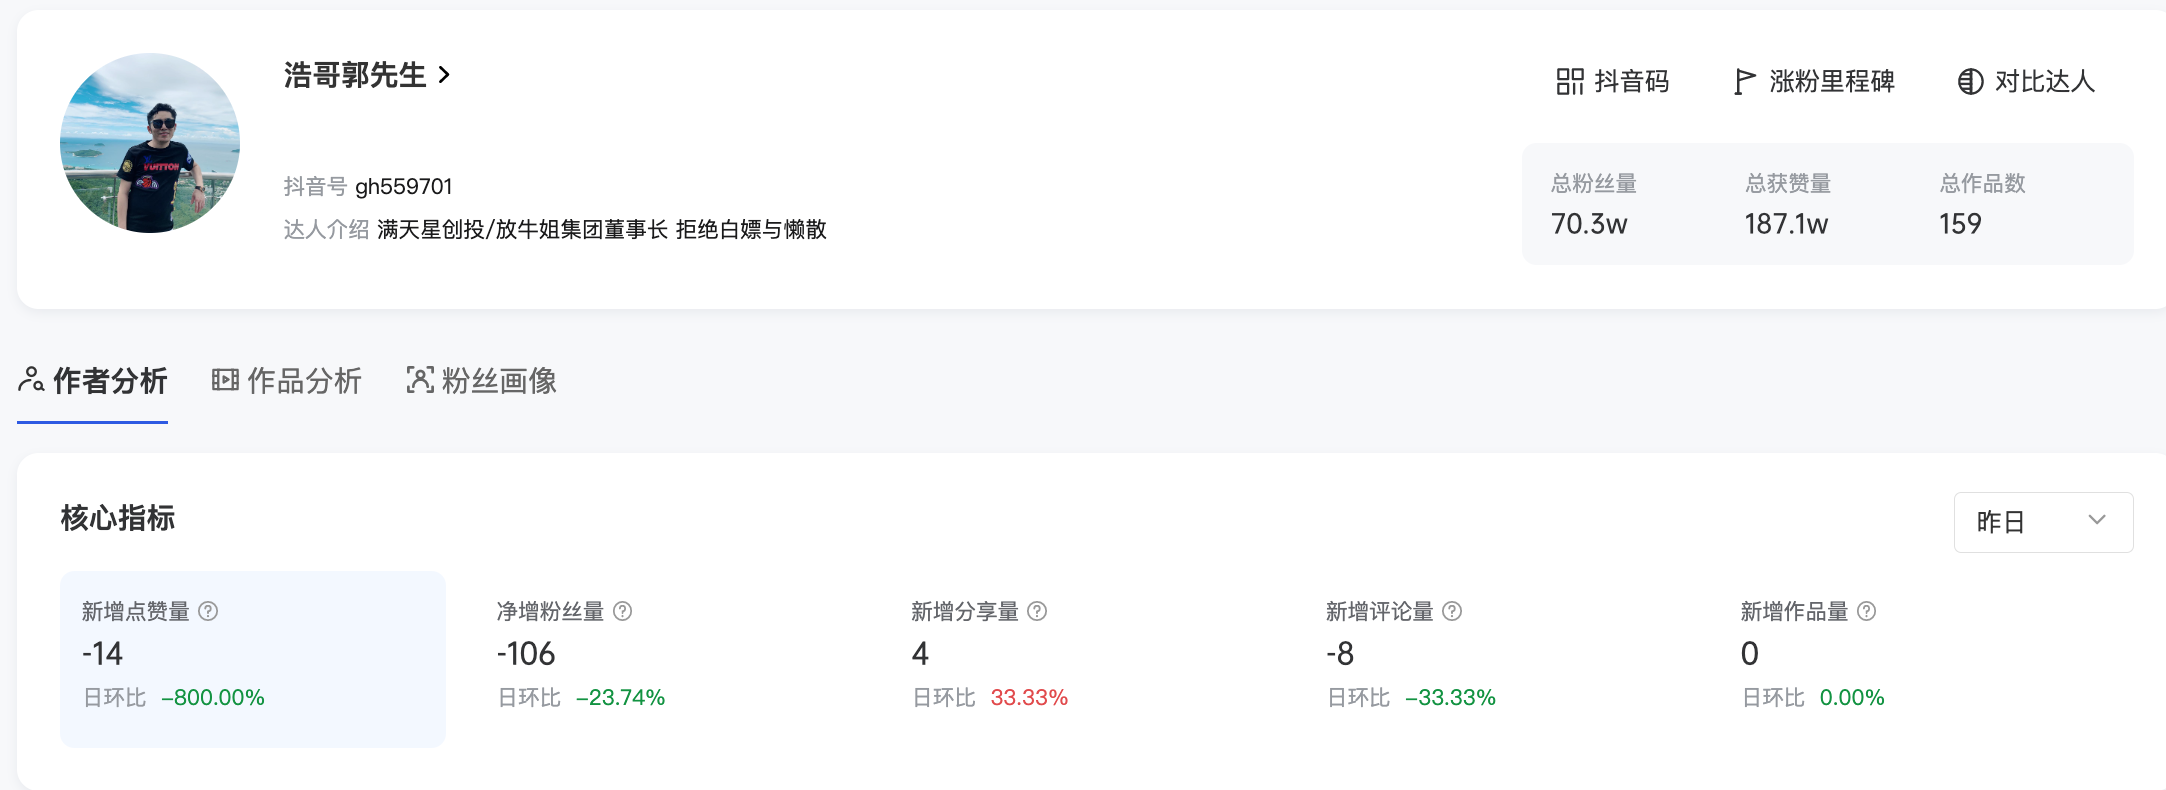 浩哥郭先生
抖音码 涨粉里程碑 对比达人
抖音号 gh559701
达人介绍 满天星创投/放牛姐集团董事长 拒绝白嫖与懒散
总粉丝量 总获赞量 总作品数
70.3w 187.1w 159
作者分析 作品分析 粉丝画像
核心指标
昨日
新增点赞量 净增粉丝量 新增分享量 新增评论量 新增作品量
-14 -106 4 -8 0
日环比 -800.00% 日环比 -23.74% 日环比 33.33% 日环比 -33.33% 日环比 0.00%